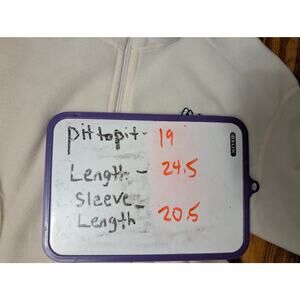 pit to pit - 19
Length - 24.5
Sleeve -
Length 20.5